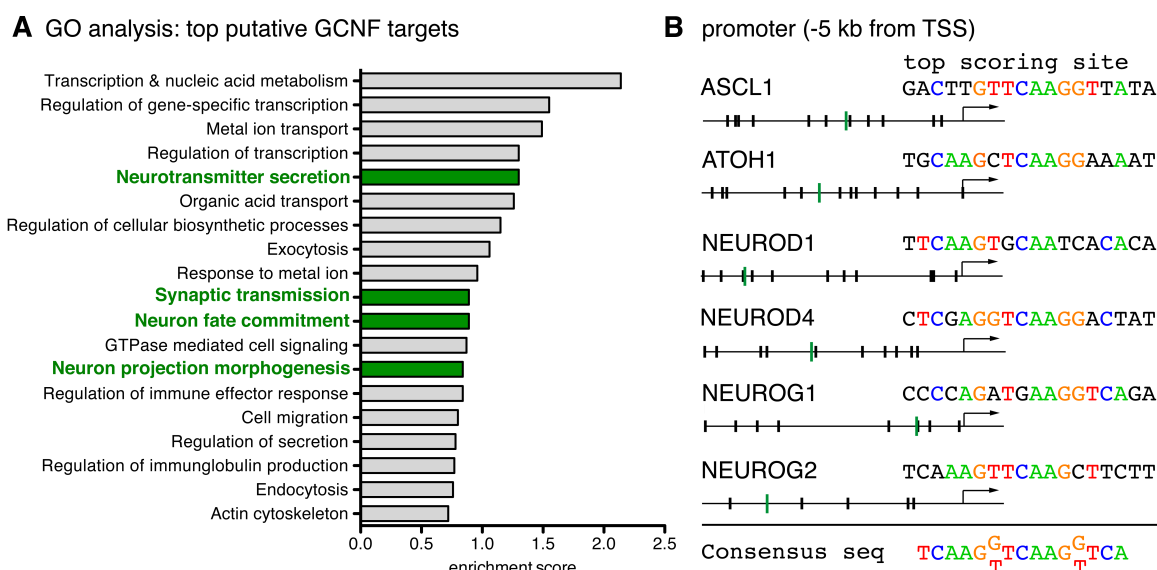 A GO analysis: top putative GCNF targets
Transcription & nucleic acid metabolism
Regulation of gene-specific transcription
Metal ion transport
Regulation of transcription
Neurotransmitter secretion
Organic acid transport
Regulation of cellular biosynthetic processes
Exocytosis
Response to metal ion
Synaptic transmission
Neuron fate commitment
GTPase mediated cell signaling
Neuron projection morphogenesis
Regulation of immune effector response
Cell migration
Regulation of secretion
Regulation of immunglobulin production
Endocytosis
Actin cytoskeleton
0.0 0.5 1.0 1.5 2.0 2.5
enrichment score
B promoter (-5 kb from TSS)
top scoring site
ASCL1 GACTTGTTCAAGGTTATA
ATOH1 TGCAAGCTCAAGGAAAAT
NEUROD1 TTCAAGTGCAATCACACA
NEUROD4 CTCGAGGTCAAGGACTAT
NEUROG1 CCCCAGATGAAGGTCAGA
NEUROG2 TCAAAGTTCAAGCTTCTT
G G
Consensus seq TCAAG TCAAG TCA
T T